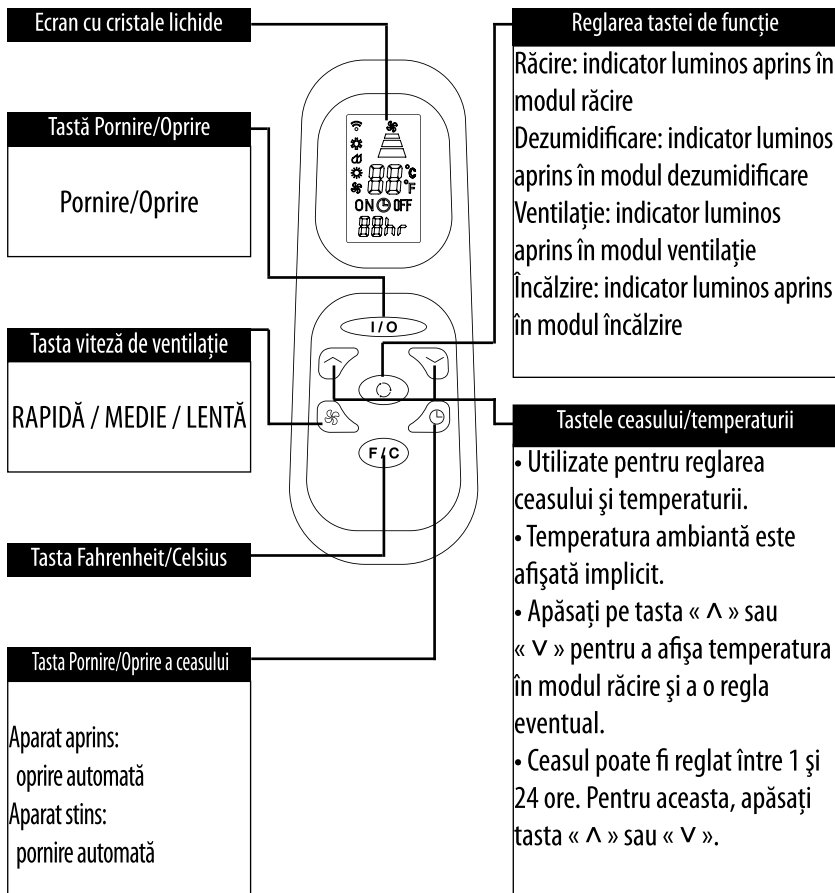 Ecran cu cristale lichide
Tastă Pornire/Oprire
Pornire/Oprire
Tasta viteză de ventilație
RAPIDĂ / MEDIE / LENTĂ
Tasta Fahrenheit/Celsius
Tasta Pornire/Oprire a ceasului
Aparat aprins:
oprire automată
Aparat stins:
pornire automată
88 °C
°F
ON OFF
88hr
I/O
F/C
Reglarea tastei de funcție
Răcire: indicator luminos aprins în
modul răcire
Dezumidificare: indicator luminos
aprins în modul dezumidificare
Ventilație: indicator luminos
aprins în modul ventilație
Încălzire: indicator luminos aprins
în modul încălzire
Tastele ceasului/temperaturii
• Utilizate pentru reglarea
ceasului şi temperaturii.
• Temperatura ambiantă este
afişată implicit.
• Apăsați pe tasta « ˄ » sau
« ˅ » pentru a afişa temperatura
în modul răcire şi a o regla
eventual.
• Ceasul poate fi reglat între 1 şi
24 ore. Pentru aceasta, apăsați
tasta « ˄ » sau « ˅ ».